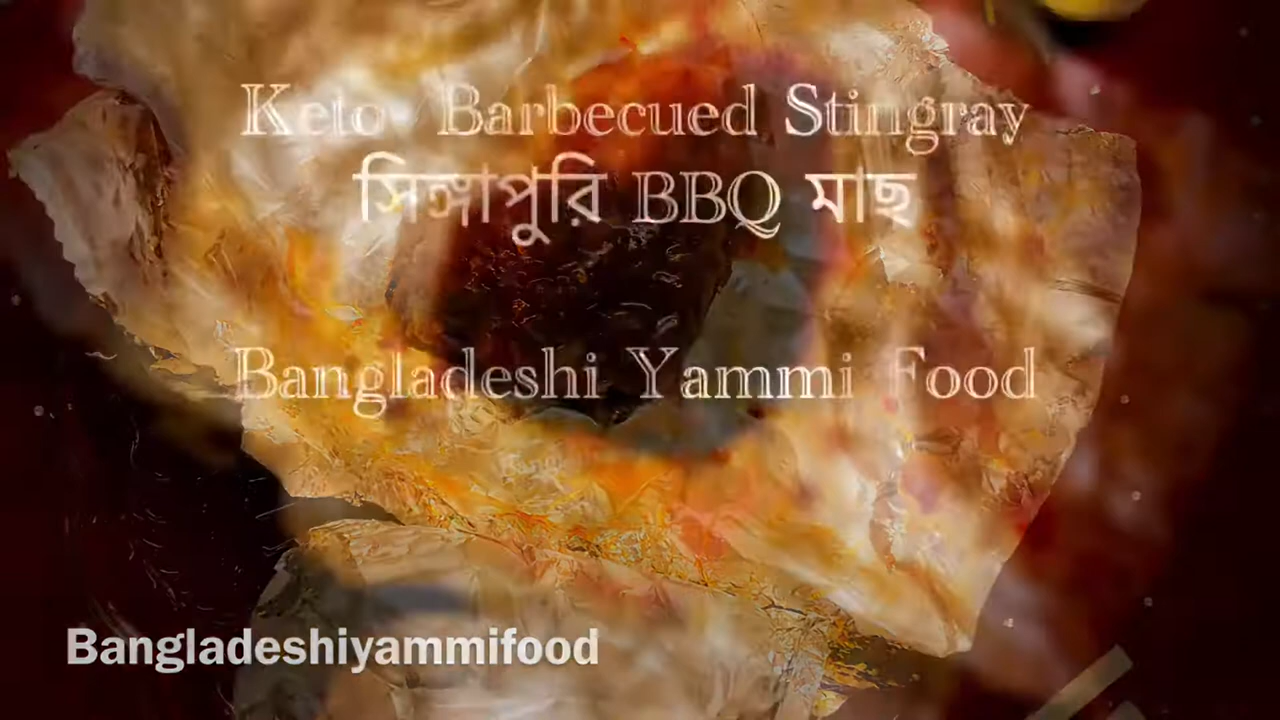 Keto Barbecued Stingray
সিঙ্গাপুরি BBQ মাছ
Bangladeshi Yammi Food
Bangladeshiyammifood